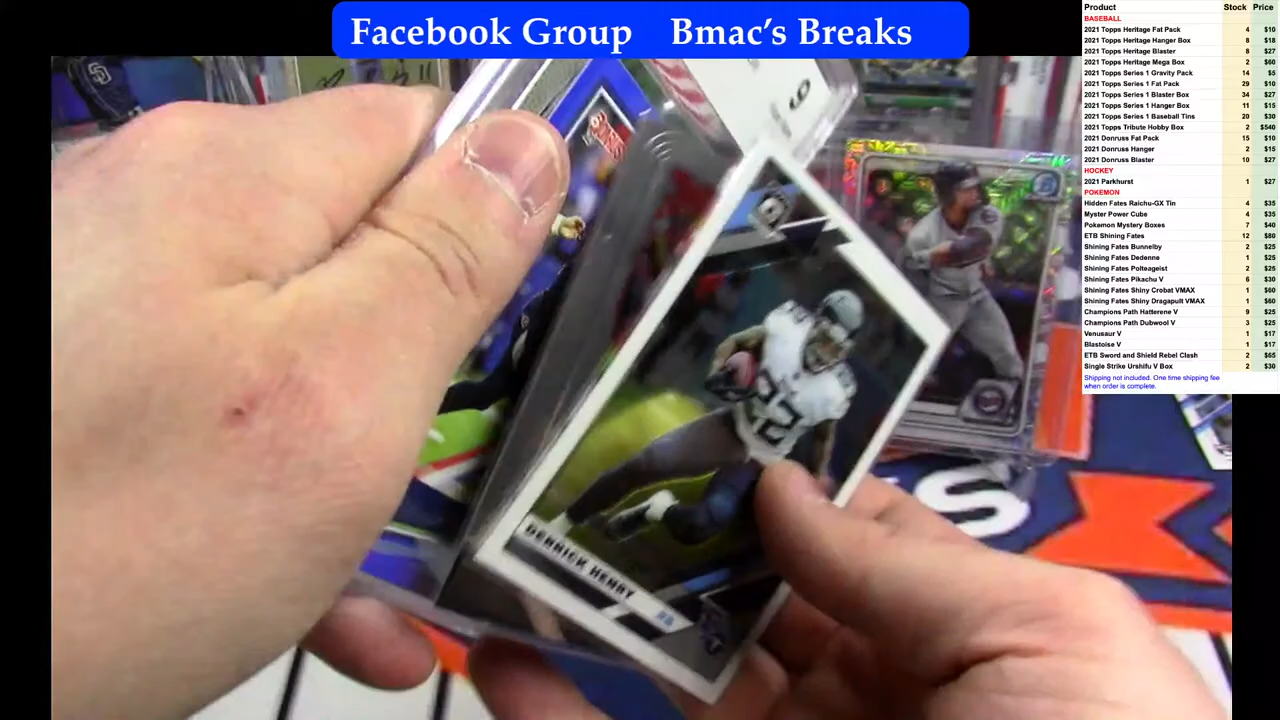 Facebook Group Bmac's Breaks
Product Stock Price
BASEBALL
2021 Topps Heritage Fat Pack 4 $10
2021 Topps Heritage Hanger Box 8 $18
2021 Topps Heritage Blaster 8 $27
2021 Topps Heritage Mega Box 2 $60
2021 Topps Series 1 Gravity Pack 14 $5
2021 Topps Series 1 Fat Pack 29 $10
2021 Topps Series 1 Blaster Box 34 $27
2021 Topps Series 1 Hanger Box 11 $15
2021 Topps Series 1 Baseball Tins 20 $30
2021 Topps Tribute Hobby Box 2 $540
2021 Donruss Fat Pack 15 $10
2021 Donruss Hanger 2 $15
2021 Donruss Blaster 10 $27
HOCKEY
2021 Parkhurst 1 $27
POKEMON
Hidden Fates Raichu-GX Tin 4 $35
Myster Power Cube 4 $35
Pokemon Mystery Boxes 7 $40
ETB Shining Fates 12 $80
Shining Fates Bunnelby 2 $25
Shining Fates Dedenne 1 $25
Shining Fates Polteageist 2 $25
Shining Fates Pikachu V 6 $30
Shining Fates Shiny Crobat VMAX 1 $60
Shining Fates Shiny Dragapult VMAX 1 $60
Champions Path Hatterene V 9 $25
Champions Path Dubwool V 3 $25
Venusaur V 1 $17
Blastoise V 1 $17
ETB Sword and Shield Rebel Clash 2 $65
Single Strike Urshifu V Box 2 $30
Shipping not included. One time shipping fee
when order is complete.
22
DERRICK HENRY RB
S